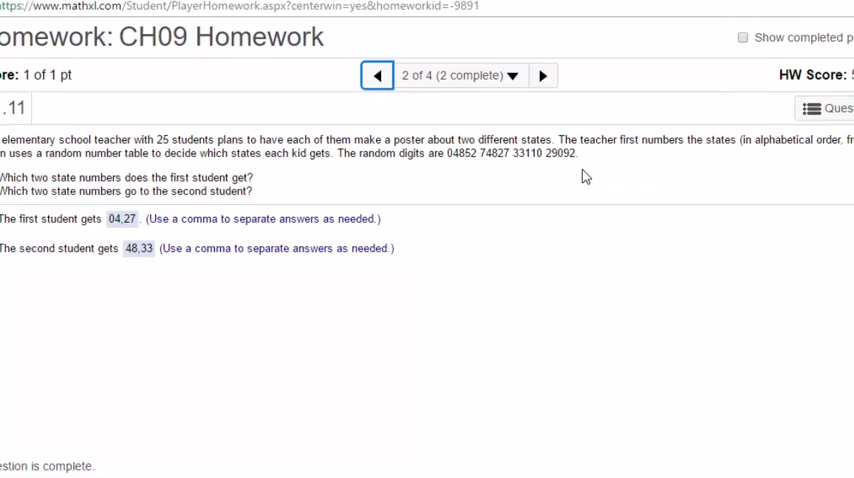 https://www.mathxl.com/Student/PlayerHomework.aspx?centerwin=yes&homeworkid=-9891
omework: CH09 Homework
Show completed p
ore: 1 of 1 pt
2 of 4 (2 complete)
HW Score: 5
.11
Ques
elementary school teacher with 25 students plans to have each of them make a poster about two different states. The teacher first numbers the states (in alphabetical order, fr
n uses a random number table to decide which states each kid gets. The random digits are 04852 74827 33110 29092.
Which two state numbers does the first student get?
Which two state numbers go to the second student?
The first student gets 04,27 . (Use a comma to separate answers as needed.)
The second student gets 48,33 (Use a comma to separate answers as needed.)
estion is complete.